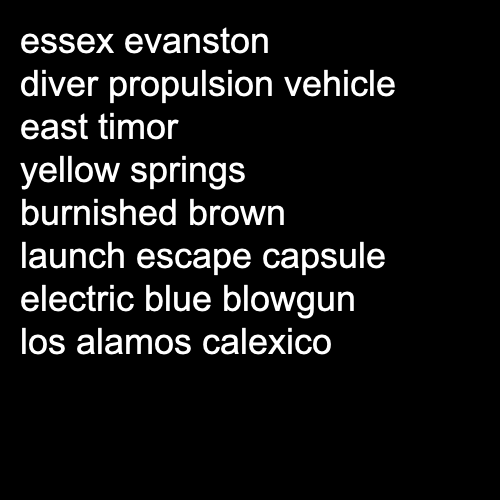 essex evanston
diver propulsion vehicle
east timor
yellow springs
burnished brown
launch escape capsule
electric blue blowgun
los alamos calexico